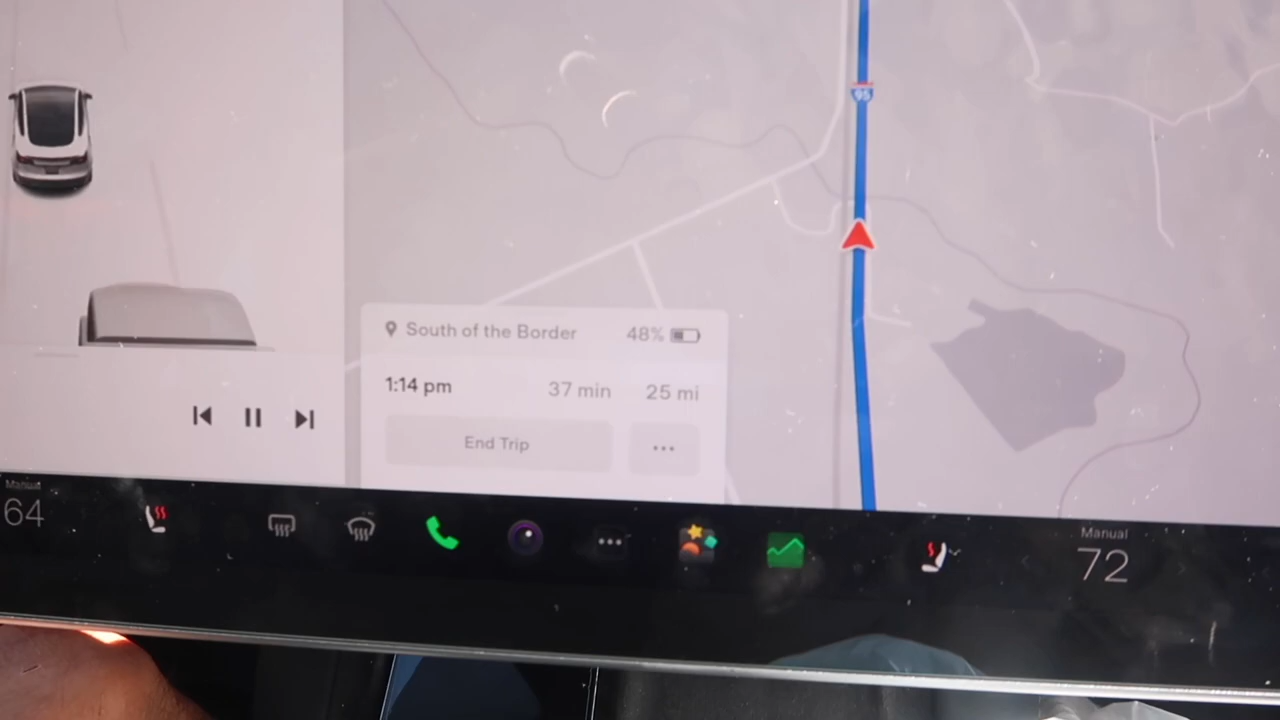 95
South of the Border 48%
1:14 pm 37 min 25 mi
End Trip
Manual
64
Manual
72